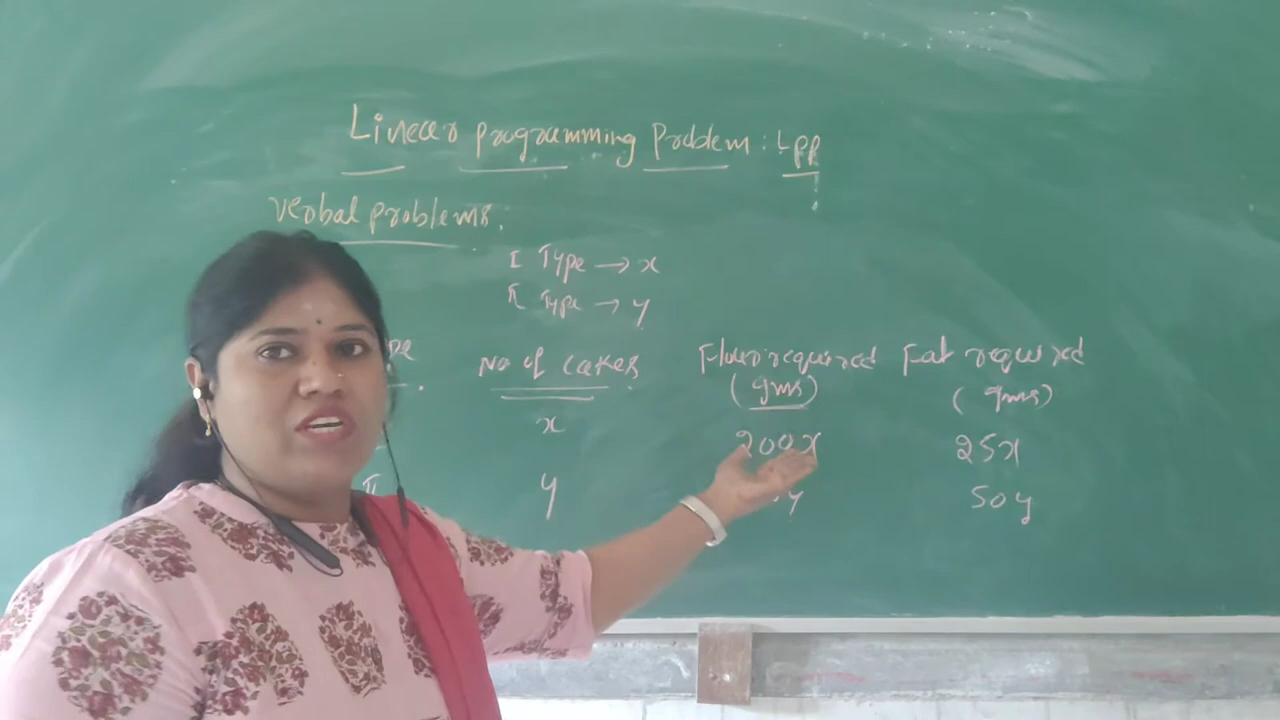 Linear programming Problem : LPP
Verbal problems.
I Type → x
II Type → y
No of cakes Flour required Fat required
(gms) (gms)
x 200x 25x
II y y 50y